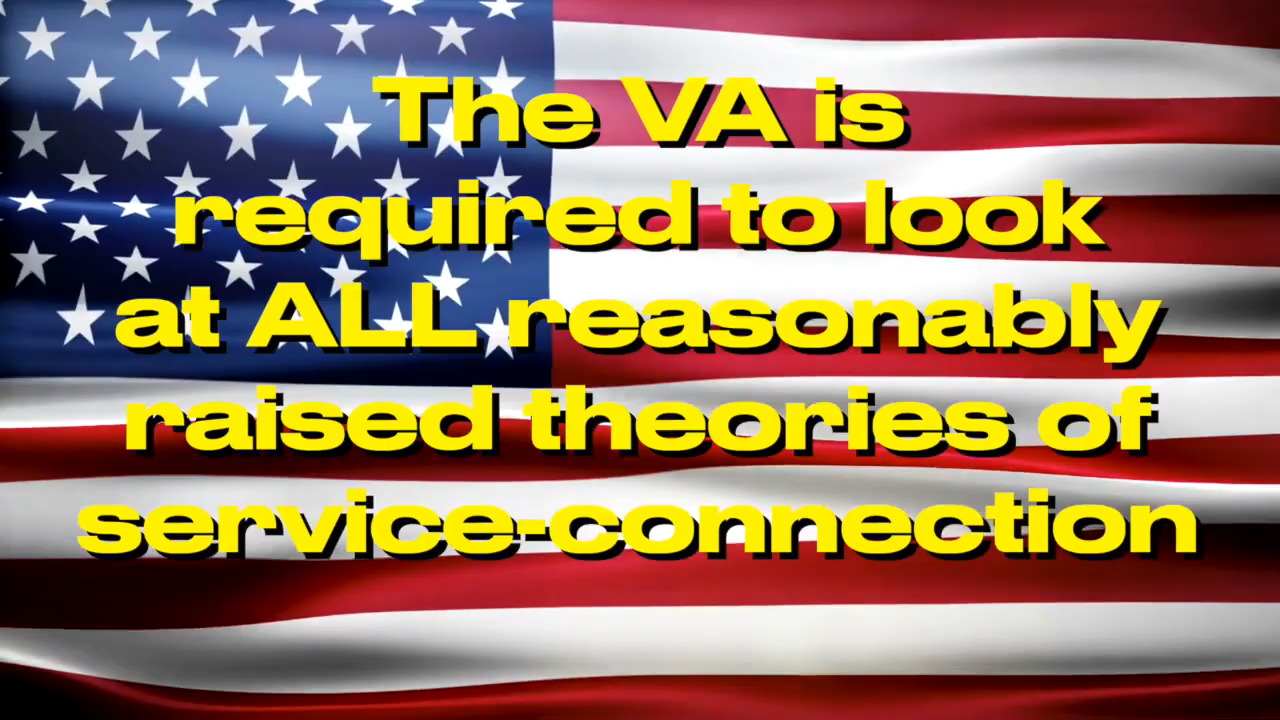 The VA is
required to look
at ALL reasonably
raised theories of
service-connection